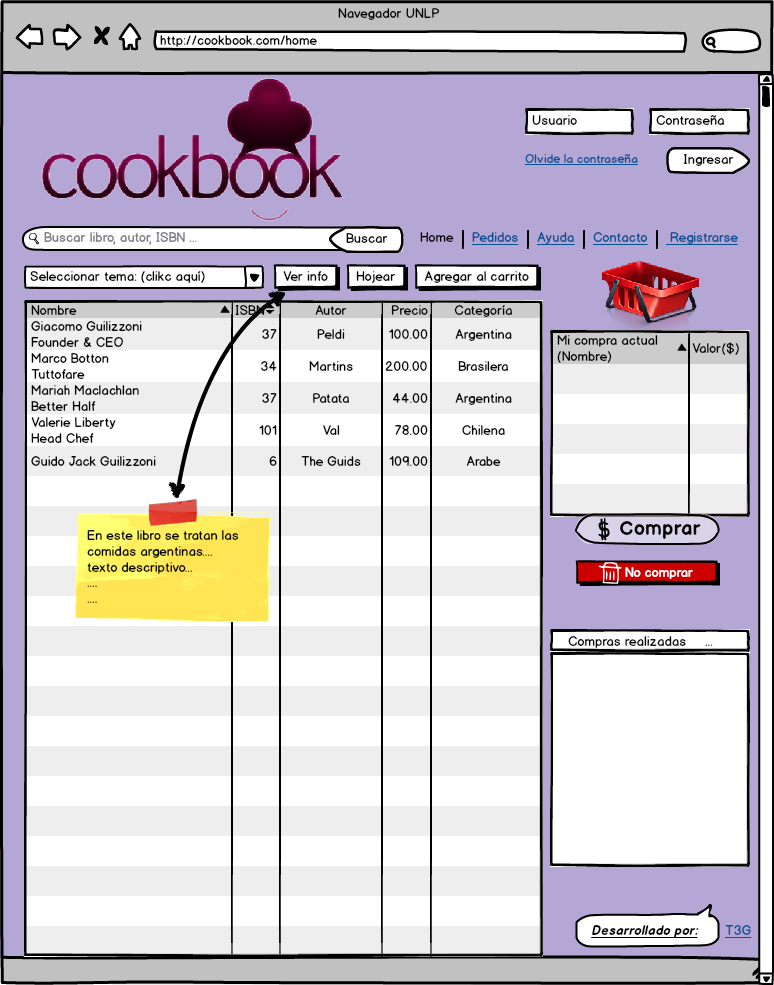 Navegador UNLP
http://cookbook.com/home
cookbook
Usuario
Contraseña
Olvide la contraseña
Ingresar
Buscar libro, autor, ISBN ...
Buscar
Home
Pedidos
Ayuda
Contacto
Registrarse
Seleccionar tema: (clikc aquí)
Ver info
Hojear
Agregar al carrito
Nombre ISBN Autor Precio Categoría
Giacomo Guilizzoni
Founder & CEO
37 Peldi 100.00 Argentina
Marco Botton
Tuttofare
34 Martins 200.00 Brasilera
Mariah Maclachlan
Better Half
37 Patata 44.00 Argentina
Valerie Liberty
Head Chef
101 Val 78.00 Chilena
Guido Jack Guilizzoni 6 The Guids 109.00 Arabe
En este libro se tratan las
comidas argentinas....
texto descriptivo...
....
....
Mi compra actual
(Nombre)
Valor($)
$ Comprar
No comprar
Compras realizadas ...
Desarrollado por:
T3G